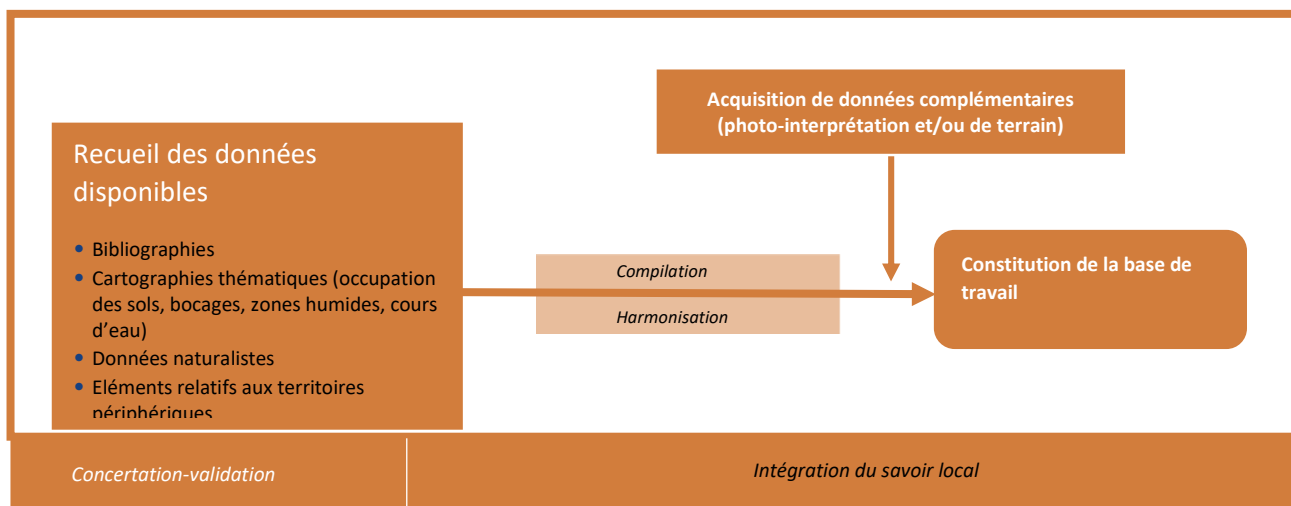 Acquisition de données complémentaires
(photo-interprétation et/ou de terrain)
Recueil des données
disponibles
• Bibliographies
• Cartographies thématiques (occupation
des sols, bocages, zones humides, cours
d’eau)
• Données naturalistes
• Eléments relatifs aux territoires
périphériques
Compilation
Harmonisation
Constitution de la base de
travail
Concertation-validation
Intégration du savoir local